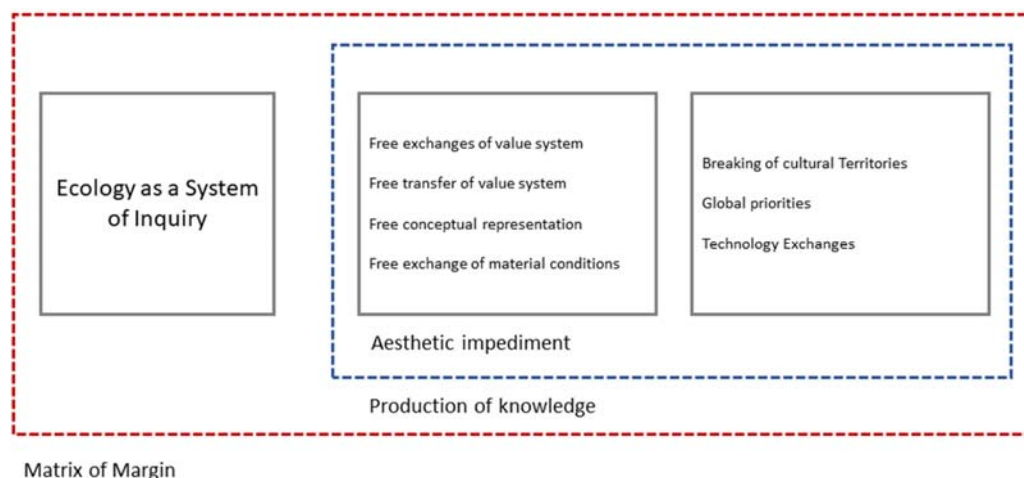 Ecology as a System
of Inquiry
Free exchanges of value system
Free transfer of value system
Free conceptual representation
Free exchange of material conditions
Breaking of cultural Territories
Global priorities
Technology Exchanges
Aesthetic impediment
Production of knowledge
Matrix of Margin